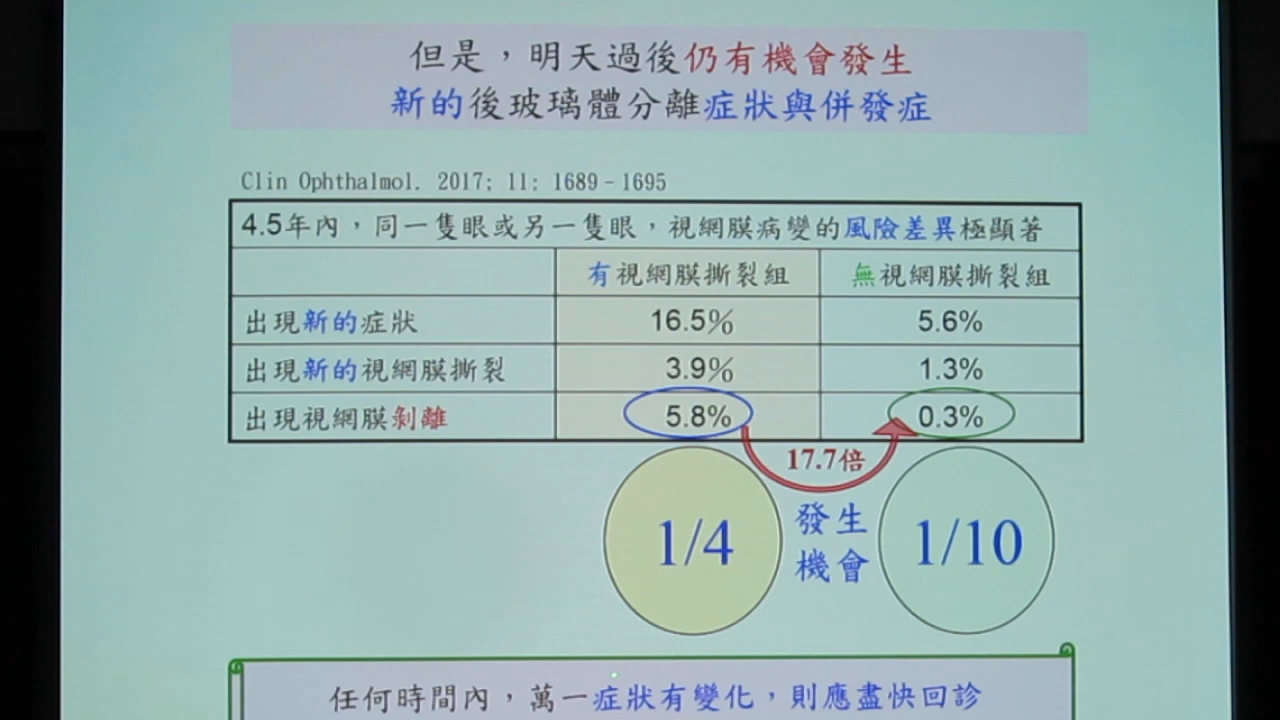 但是，明天過後仍有機會發生
新的後玻璃體分離症狀與併發症
Clin Ophthalmol. 2017; 11: 1689–1695
4.5年內，同一隻眼或另一隻眼，視網膜病變的風險差異極顯著
有視網膜撕裂組 無視網膜撕裂組
出現新的症狀 16.5% 5.6%
出現新的視網膜撕裂 3.9% 1.3%
出現視網膜剝離 5.8% 0.3%
17.7倍
1/4 發生機會 1/10
任何時間內，萬一症狀有變化，則應盡快回診